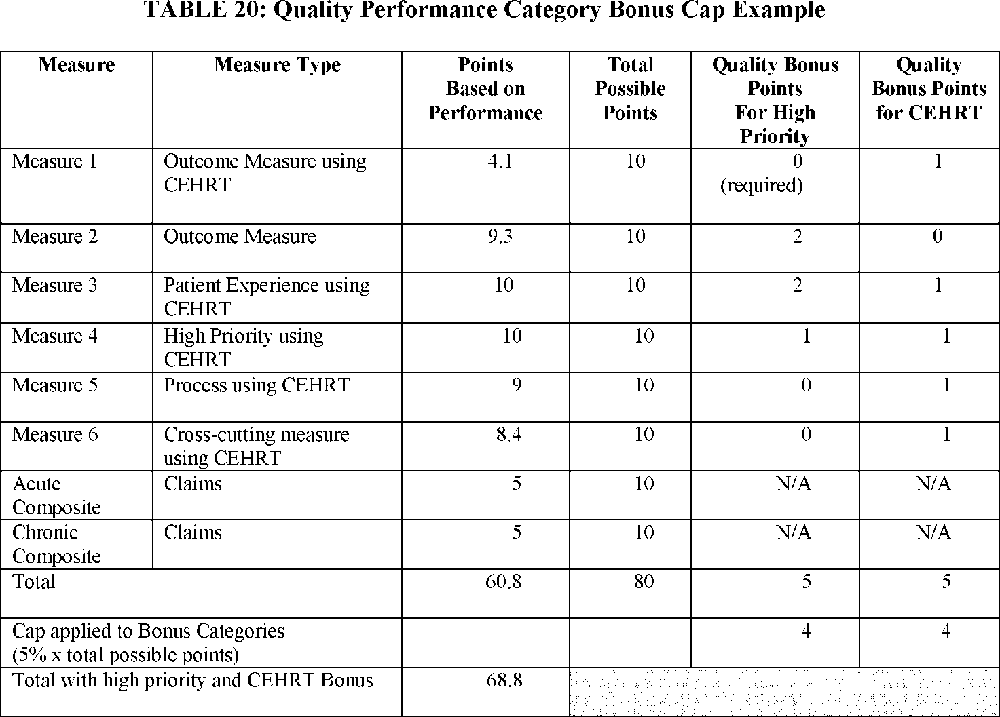 TABLE 20: Quality Performance Category Bonus Cap Example
Measure Measure Type Points Total Quality Bonus Quality
Based on Possible Points Bonus Points
Performance Points For High for CEHRT
Priority
Measure 1 Outcome Measure using 4.1 10 0 1
CEHRT (required)
Measure 2 Outcome Measure 9.3 10 2 0
Measure 3 Patient Experience using 10 10 2 1
CEHRT
Measure 4 High Priority using 10 10 1 1
CEHRT
Measure 5 Process using CEHRT 9 10 0 1
Measure 6 Cross-cutting measure 8.4 10 0 1
using CEHRT
Acute Claims 5 10 N/A N/A
Composite
Chronic Claims 5 10 N/A N/A
Composite
Total 60.8 80 5 5
Cap applied to Bonus Categories 4 4
(5% x total possible points)
Total with high priority and CEHRT Bonus 68.8